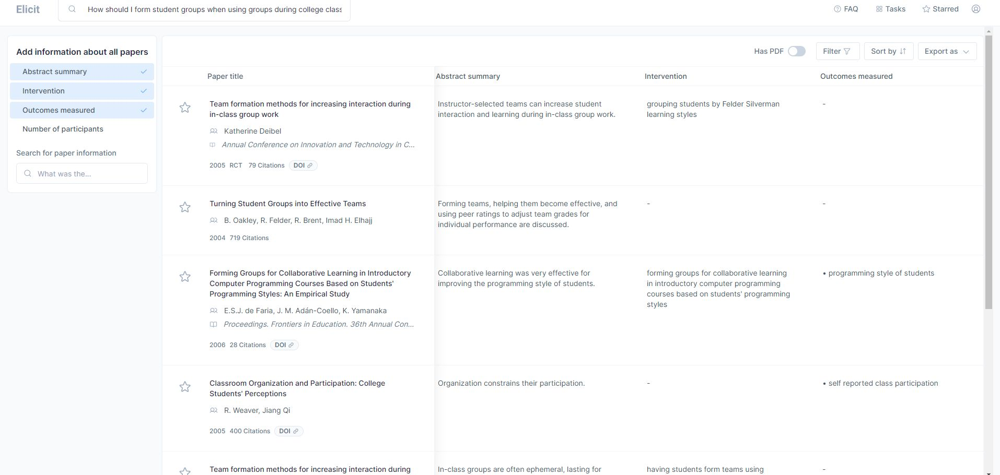 Elicit
How should I form student groups when using groups during college class
FAQ
Tasks
Starred
Add information about all papers
Abstract summary
Intervention
Outcomes measured
Number of participants
Search for paper information
What was the...
Has PDF
Filter
Sort by
Export as
Paper title
Abstract summary
Intervention
Outcomes measured
Team formation methods for increasing interaction during
in-class group work
Katherine Deibel
Annual Conference on Innovation and Technology in C...
2005 RCT 79 Citations DOI
Instructor-selected teams can increase student
interaction and learning during in-class group work.
grouping students by Felder Silverman
learning styles
-
Turning Student Groups into Effective Teams
B. Oakley, R. Felder, R. Brent, Imad H. Elhajj
2004 719 Citations
Forming teams, helping them become effective, and
using peer ratings to adjust team grades for
individual performance are discussed.
-
-
Forming Groups for Collaborative Learning in Introductory
Computer Programming Courses Based on Students'
Programming Styles: An Empirical Study
E.S.J. de Faria, J. M. Adán-Coello, K. Yamanaka
Proceedings. Frontiers in Education. 36th Annual Con...
2006 28 Citations DOI
Collaborative learning was very effective for
improving the programming style of students.
forming groups for collaborative learning
in introductory computer programming
courses based on students' programming
styles
• programming style of students
Classroom Organization and Participation: College
Students' Perceptions
R. Weaver, Jiang Qi
2005 400 Citations DOI
Organization constrains their participation.
-
• self reported class participation
Team formation methods for increasing interaction during
In-class groups are often ephemeral, lasting for
having students form teams using
-